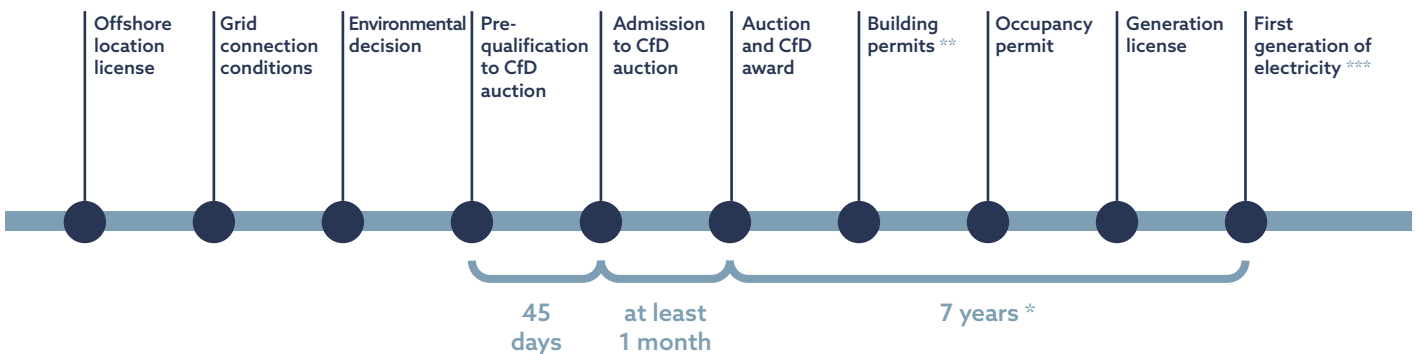 Offshore
location
license
Grid
connection
conditions
Environmental
decision
Pre-
qualification
to CfD
auction
Admission
to CfD
auction
Auction
and CfD
award
Building
permits **
Occupancy
permit
Generation
license
First
generation of
electricity ***
45
days
at least
1 month
7 years *